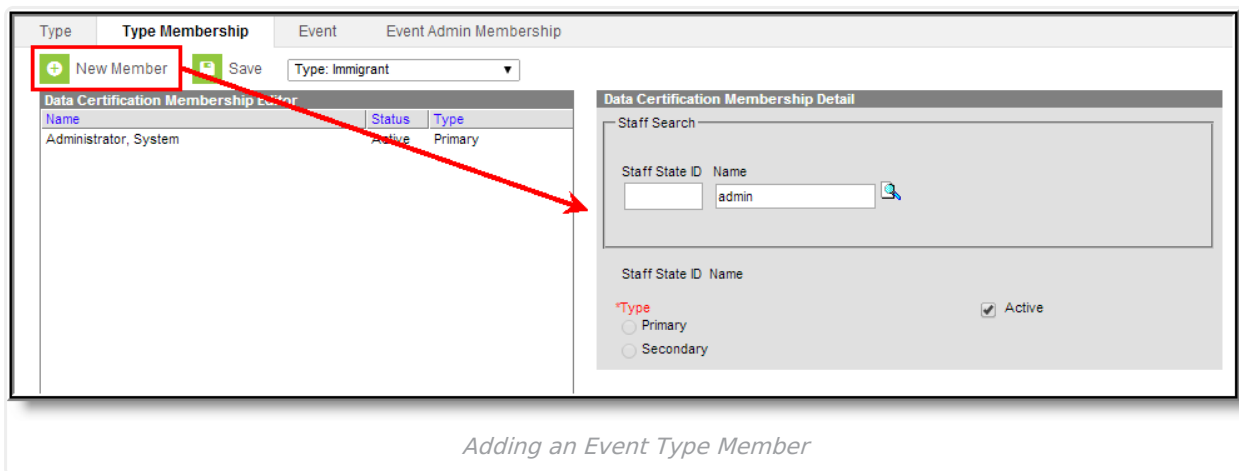 Type Type Membership Event Event Admin Membership
New Member Save Type: Immigrant
Data Certification Membership Editor
Name Status Type
Administrator, System Active Primary
Data Certification Membership Detail
Staff Search
Staff State ID Name
admin
Staff State ID Name
*Type Active
Primary
Secondary
Adding an Event Type Member